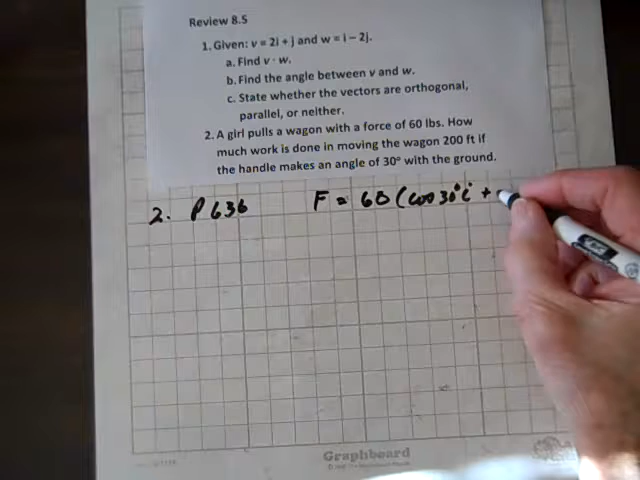 Review 8.5
1. Given: v = 2i + j and w = i – 2j.
a. Find v · w.
b. Find the angle between v and w.
c. State whether the vectors are orthogonal,
parallel, or neither.
2. A girl pulls a wagon with a force of 60 lbs. How
much work is done in moving the wagon 200 ft if
the handle makes an angle of 30° with the ground.
2. P636 F = 60 (cos 30° i +
Graphboard